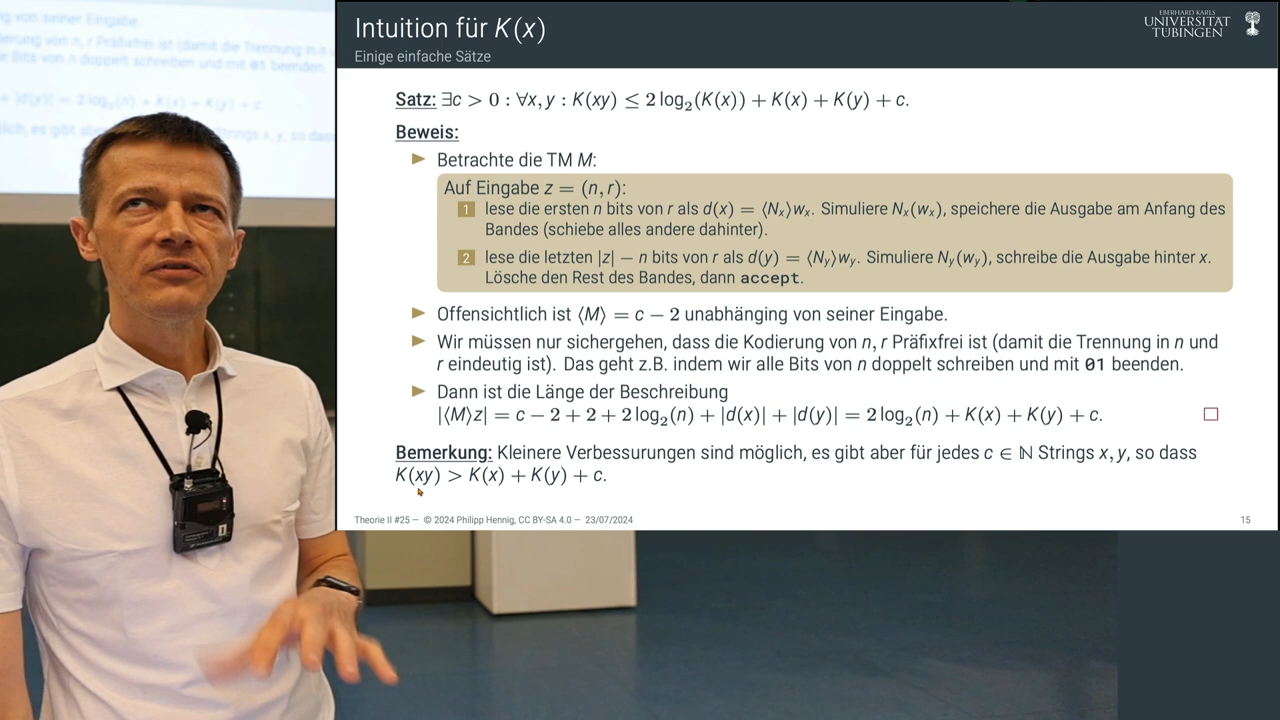 Intuition für K(x)
Einige einfache Sätze
EBERHARD KARLS
UNIVERSITÄT
TÜBINGEN
Satz: ∃c > 0 : ∀x, y : K(xy) ≤ 2 log₂(K(x)) + K(x) + K(y) + c.
Beweis:
Betrachte die TM M:
Auf Eingabe z = (n, r):
1 lese die ersten n bits von r als d(x) = ⟨Nₓ⟩wₓ. Simuliere Nₓ(wₓ), speichere die Ausgabe am Anfang des
Bandes (schiebe alles andere dahinter).
2 lese die letzten |z| − n bits von r als d(y) = ⟨N_y⟩w_y. Simuliere N_y(w_y), schreibe die Ausgabe hinter x.
Lösche den Rest des Bandes, dann accept.
Offensichtlich ist ⟨M⟩ = c − 2 unabhänging von seiner Eingabe.
Wir müssen nur sichergehen, dass die Kodierung von n, r Präfixfrei ist (damit die Trennung in n und
r eindeutig ist). Das geht z.B. indem wir alle Bits von n doppelt schreiben und mit 01 beenden.
Dann ist die Länge der Beschreibung
|⟨M⟩z| = c − 2 + 2 + 2 log₂(n) + |d(x)| + |d(y)| = 2 log₂(n) + K(x) + K(y) + c.
Bemerkung: Kleinere Verbessurungen sind möglich, es gibt aber für jedes c ∈ ℕ Strings x, y, so dass
K(xy) > K(x) + K(y) + c.
Theorie II #25 — © 2024 Philipp Hennig, CC BY-SA 4.0 — 23/07/2024
15